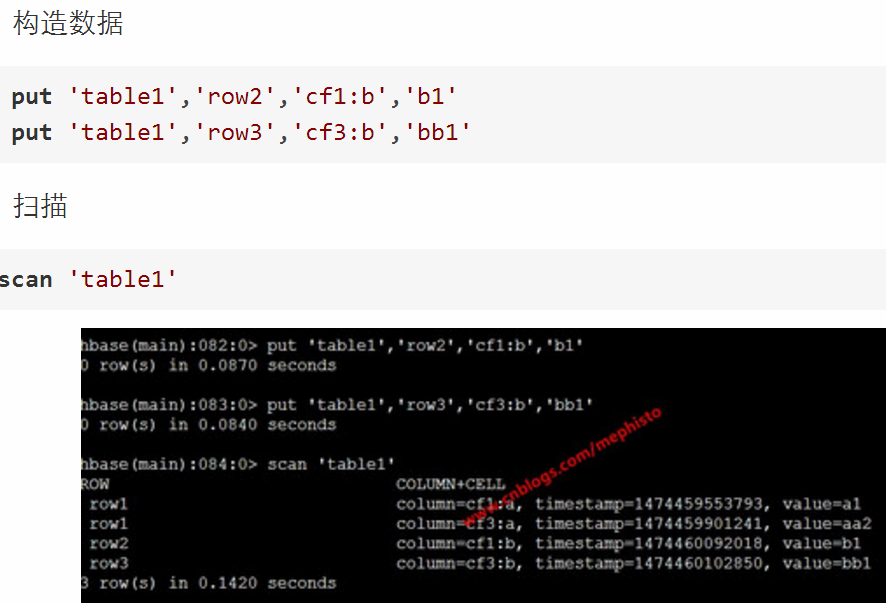 构造数据
put 'table1','row2','cf1:b','b1'
put 'table1','row3','cf3:b','bb1'
扫描
scan 'table1'
hbase(main):082:0> put 'table1','row2','cf1:b','b1'
0 row(s) in 0.0870 seconds
hbase(main):083:0> put 'table1','row3','cf3:b','bb1'
0 row(s) in 0.0840 seconds
hbase(main):084:0> scan 'table1'
ROW COLUMN+CELL
row1 column=cf1:a, timestamp=1474459553793, value=a1
row1 column=cf3:a, timestamp=1474459901241, value=aa2
row2 column=cf1:b, timestamp=1474460092018, value=b1
row3 column=cf3:b, timestamp=1474460102850, value=bb1
3 row(s) in 0.1420 seconds
www.cnblogs.com/mephisto